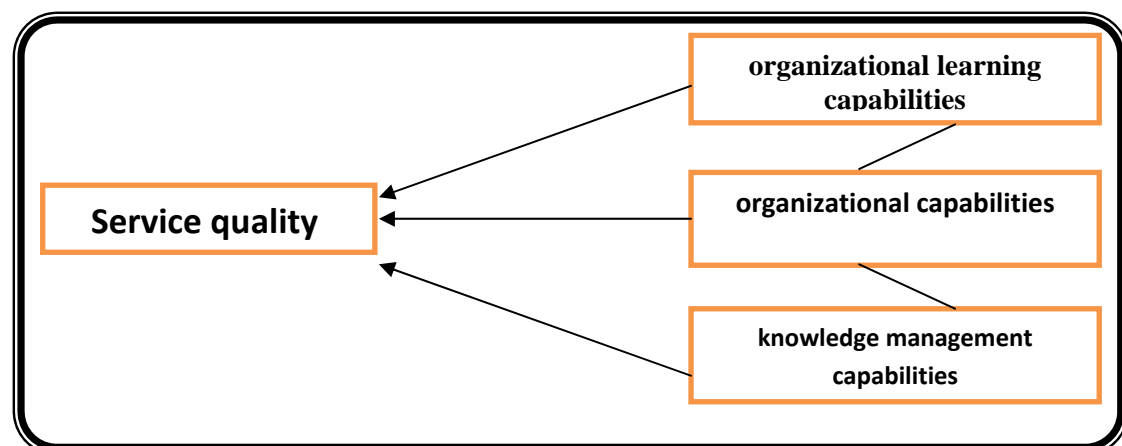 organizational learning
capabilities
Service quality
organizational capabilities
knowledge management
capabilities